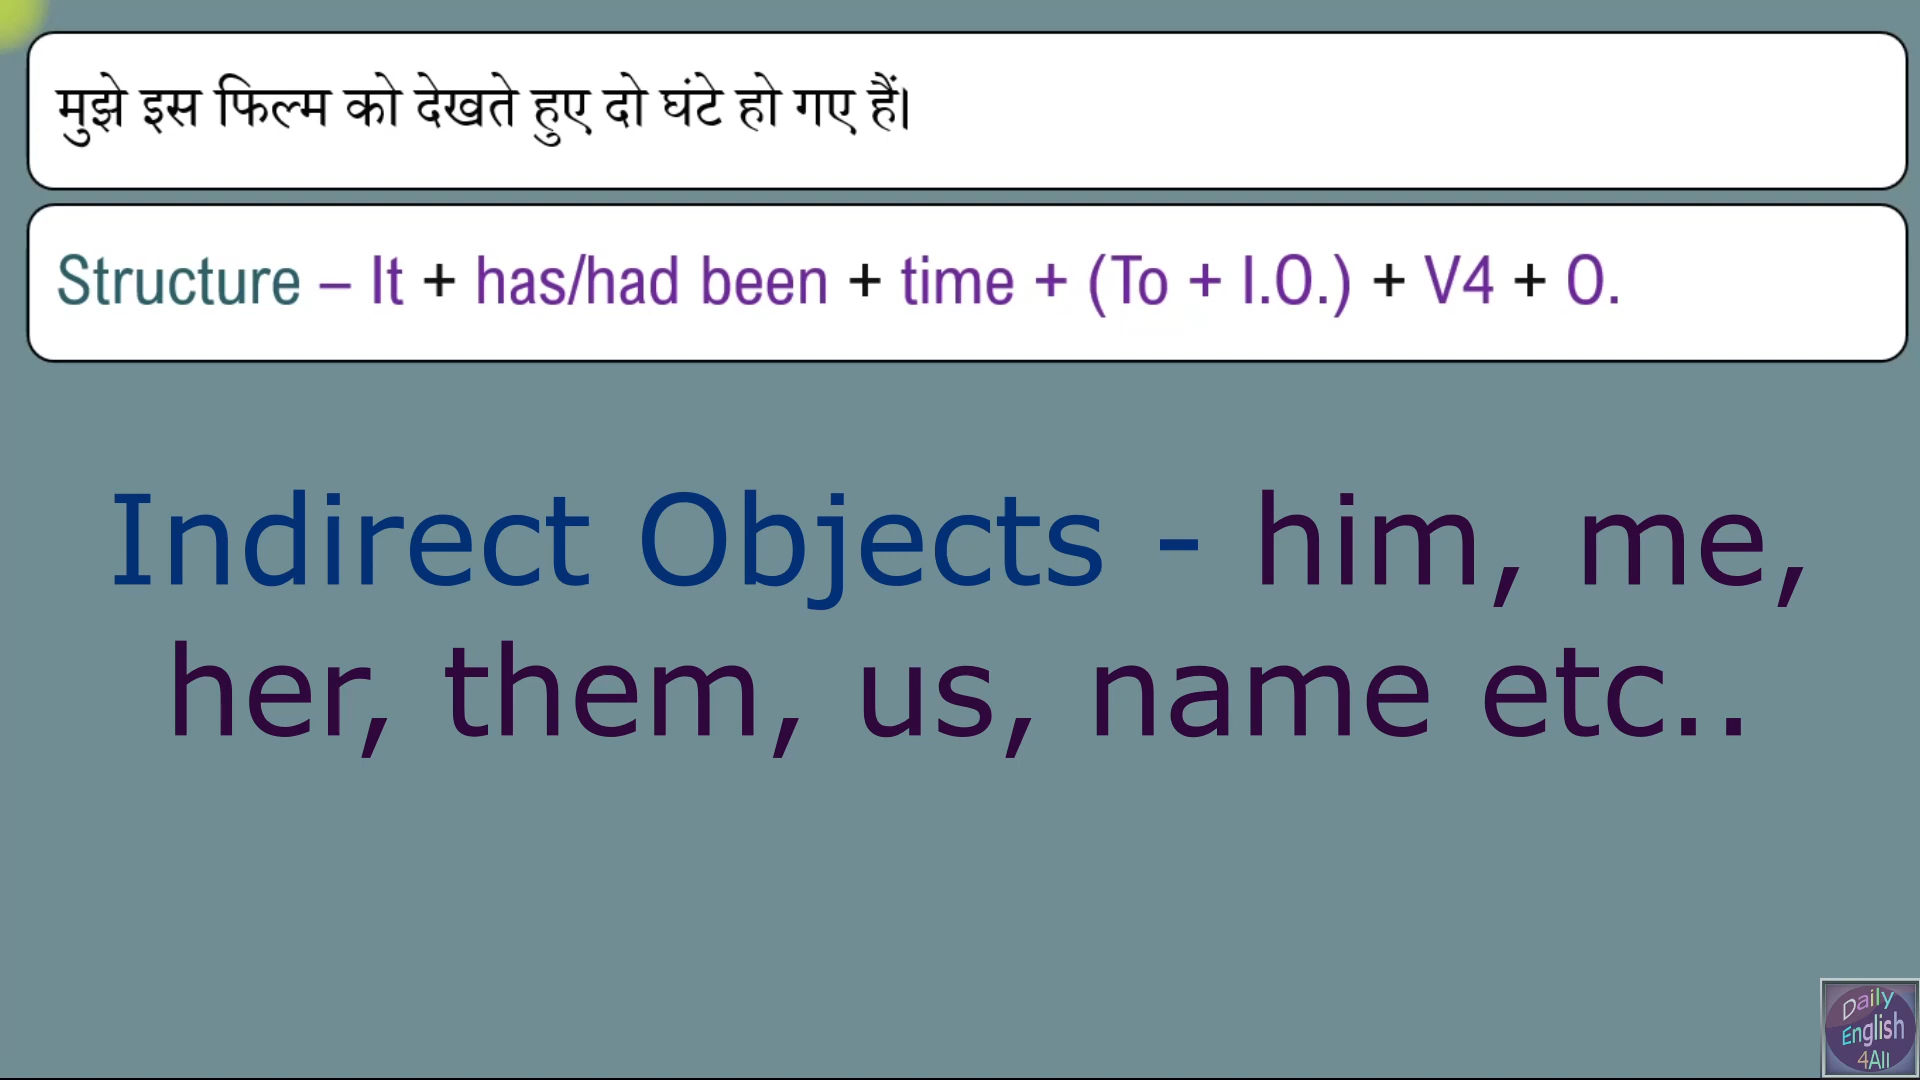 मुझे इस फिल्म को देखते हुए दो घंटे हो गए हैं।
Structure – It + has/had been + time + (To + I.O.) + V4 + O.
Indirect Objects - him, me,
her, them, us, name etc..
Daily
English
4All